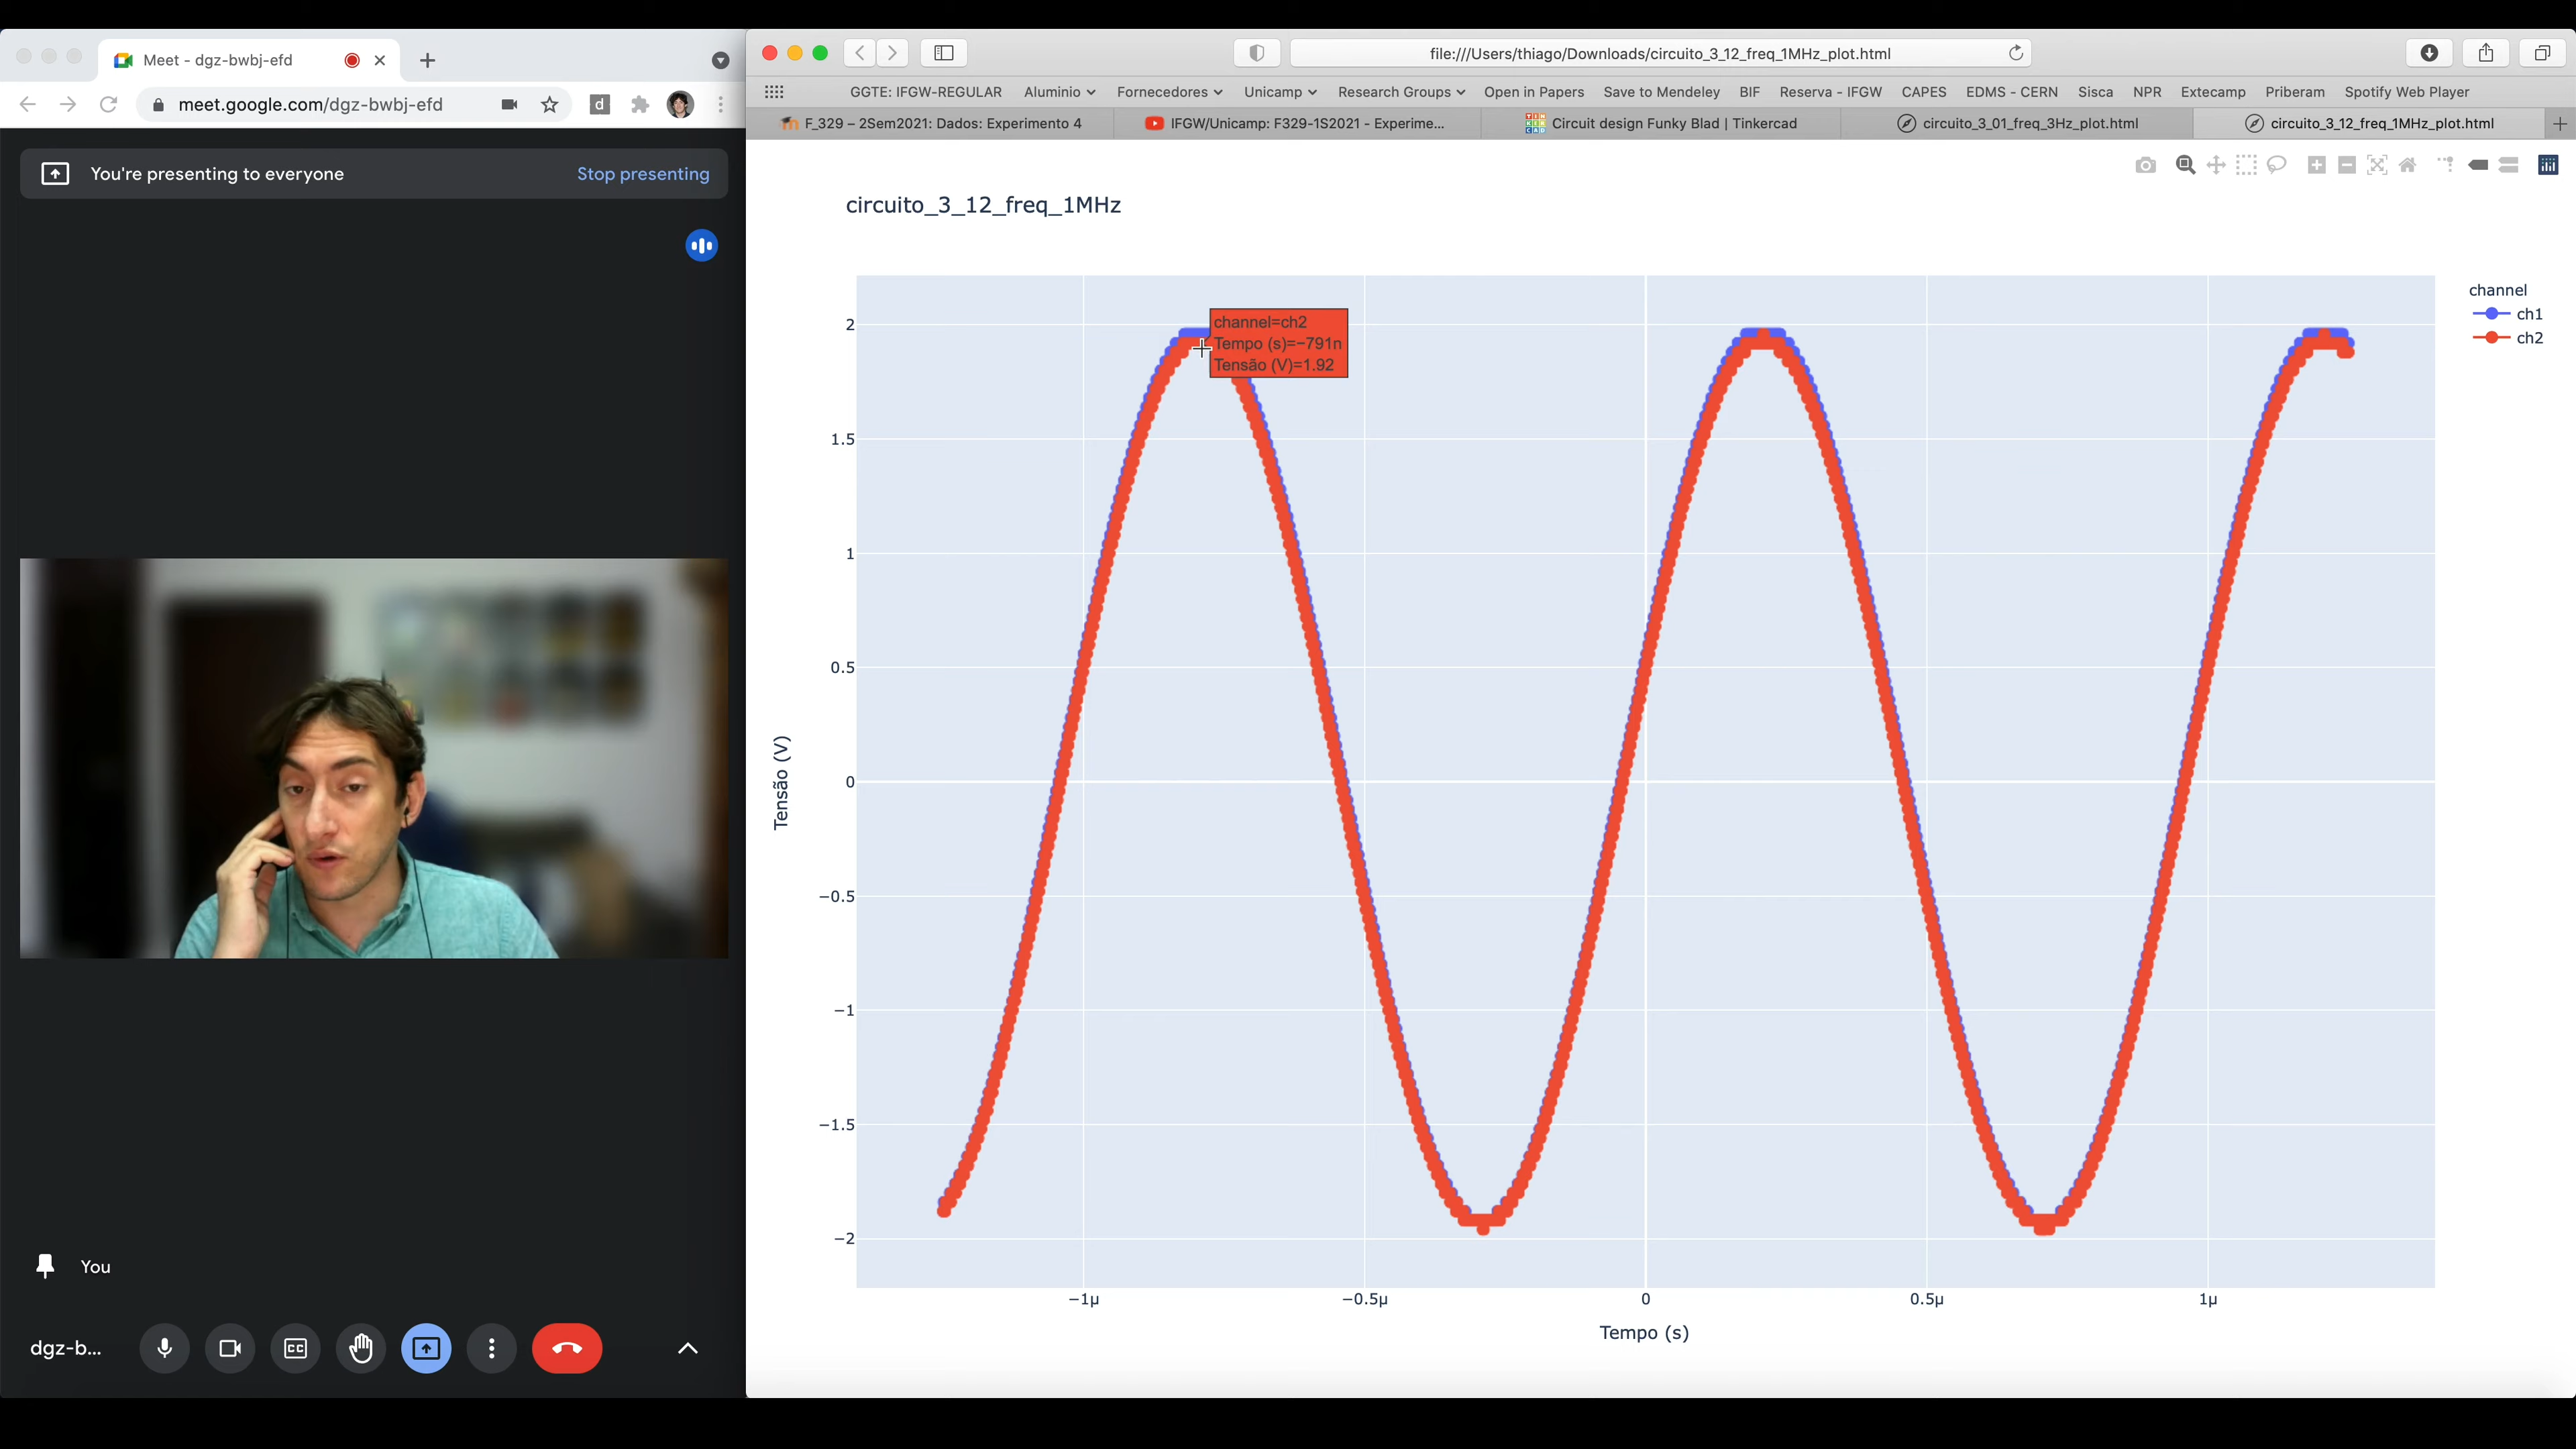 Meet - dgz-bwbj-efd
meet.google.com/dgz-bwbj-efd
You're presenting to everyone
Stop presenting
You
dgz-b...
CC
file:///Users/thiago/Downloads/circuito_3_12_freq_1MHz_plot.html
GGTE: IFGW-REGULAR Aluminio Fornecedores Unicamp Research Groups Open in Papers Save to Mendeley BIF Reserva - IFGW CAPES EDMS - CERN Sisca NPR Extecamp Priberam Spotify Web Player
F_329 – 2Sem2021: Dados: Experimento 4
IFGW/Unicamp: F329-1S2021 - Experime...
Circuit design Funky Blad | Tinkercad
circuito_3_01_freq_3Hz_plot.html
circuito_3_12_freq_1MHz_plot.html
circuito_3_12_freq_1MHz
channel
ch1
ch2
channel=ch2
Tempo (s)=−791n
Tensão (V)=1.92
2
1.5
1
0.5
0
−0.5
−1
−1.5
−2
Tensão (V)
−1μ −0.5μ 0 0.5μ 1μ
Tempo (s)